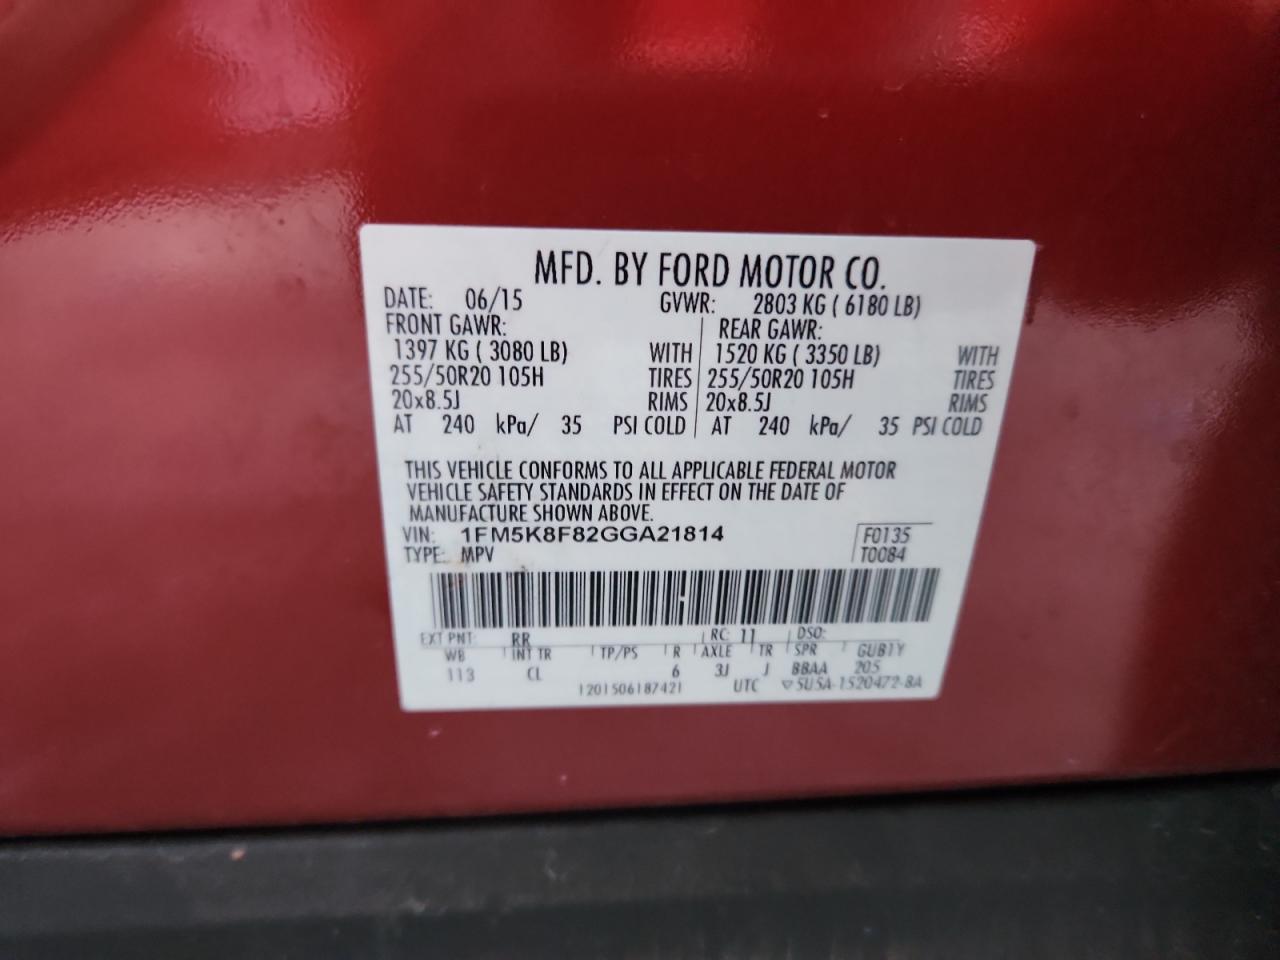 MFD. BY FORD MOTOR CO.
DATE: 06/15 GVWR: 2803 KG ( 6180 LB)
FRONT GAWR: REAR GAWR:
1397 KG ( 3080 LB) WITH 1520 KG ( 3350 LB) WITH
255/50R20 105H TIRES 255/50R20 105H TIRES
20x8.5J RIMS 20x8.5J RIMS
AT 240 kPa/ 35 PSI COLD AT 240 kPa/ 35 PSI COLD
THIS VEHICLE CONFORMS TO ALL APPLICABLE FEDERAL MOTOR
VEHICLE SAFETY STANDARDS IN EFFECT ON THE DATE OF
MANUFACTURE SHOWN ABOVE.
VIN: 1FM5K8F82GGA21814 F0135
TYPE: MPV T0084
EXT PNT: RR RC: 11 DSO:
WB INT TR TP/PS R AXLE TR SPR GUB1Y
113 CL 6 3J J BBAA 205
1201506187421 UTC ▽5U5A-1520472-BA